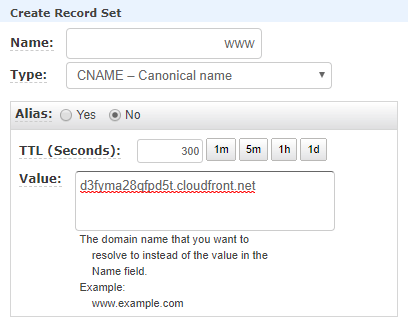 Create Record Set
Name: www
Type: CNAME – Canonical name
Alias: Yes No
TTL (Seconds): 300 1m 5m 1h 1d
Value: d3fyma28qfpd5t.cloudfront.net
The domain name that you want to
resolve to instead of the value in the
Name field.
Example:
www.example.com